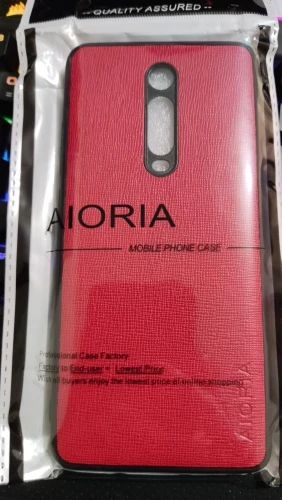 -- QUALITY ASSURED --
AIORIA
MOBILE PHONE CASE
Professional Case Factory
Factory to End-user = Lowest Price
Wish all buyers enjoy the lowest price of online shopping
AIORIA